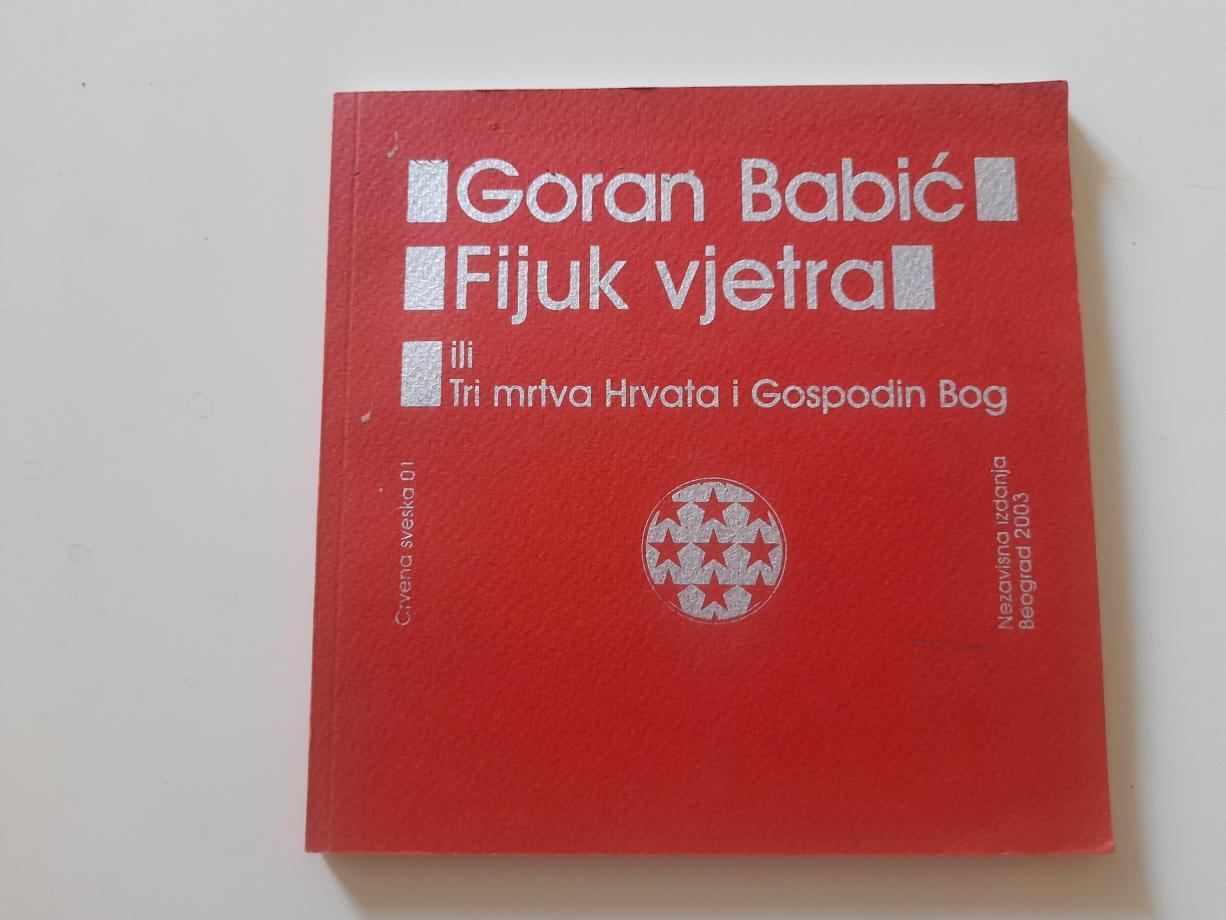 Goran Babić
Fijuk vjetra
ili
Tri mrtva Hrvata i Gospodin Bog
Crvena sveska 01
Nezavisna izdanja
Beograd 2003